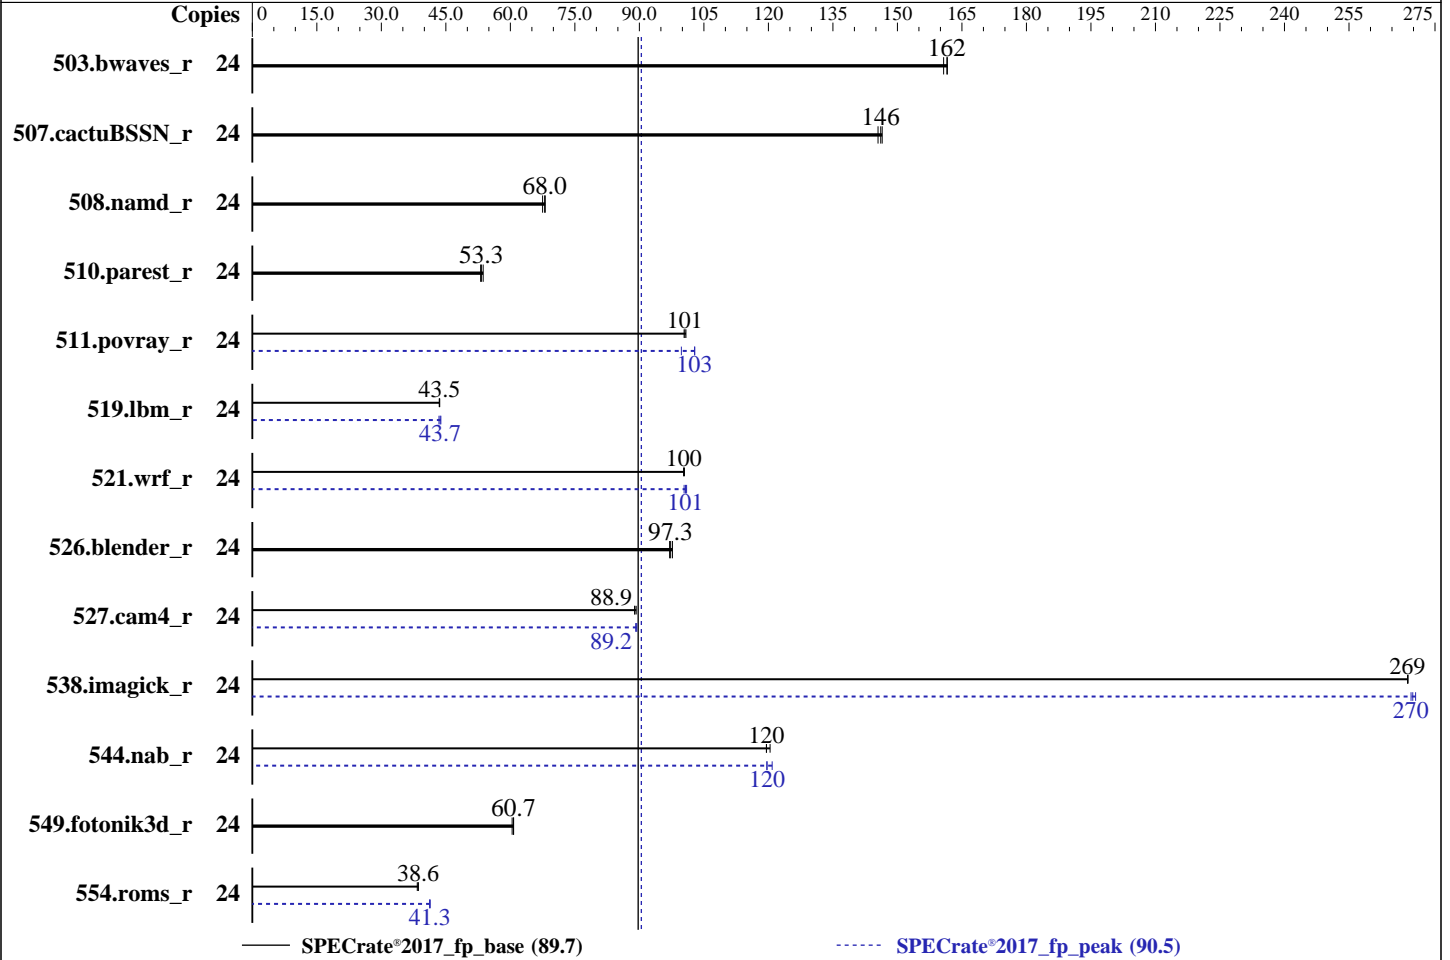 Copies 0 15.0 30.0 45.0 60.0 75.0 90.0 105 120 135 150 165 180 195 210 225 240 255 275
503.bwaves_r 24 162
507.cactuBSSN_r 24 146
508.namd_r 24 68.0
510.parest_r 24 53.3
511.povray_r 24 101
103
519.lbm_r 24 43.5
43.7
521.wrf_r 24 100
101
526.blender_r 24 97.3
527.cam4_r 24 88.9
89.2
538.imagick_r 24 269
270
544.nab_r 24 120
120
549.fotonik3d_r 24 60.7
554.roms_r 24 38.6
41.3
SPECrate®2017_fp_base (89.7) SPECrate®2017_fp_peak (90.5)